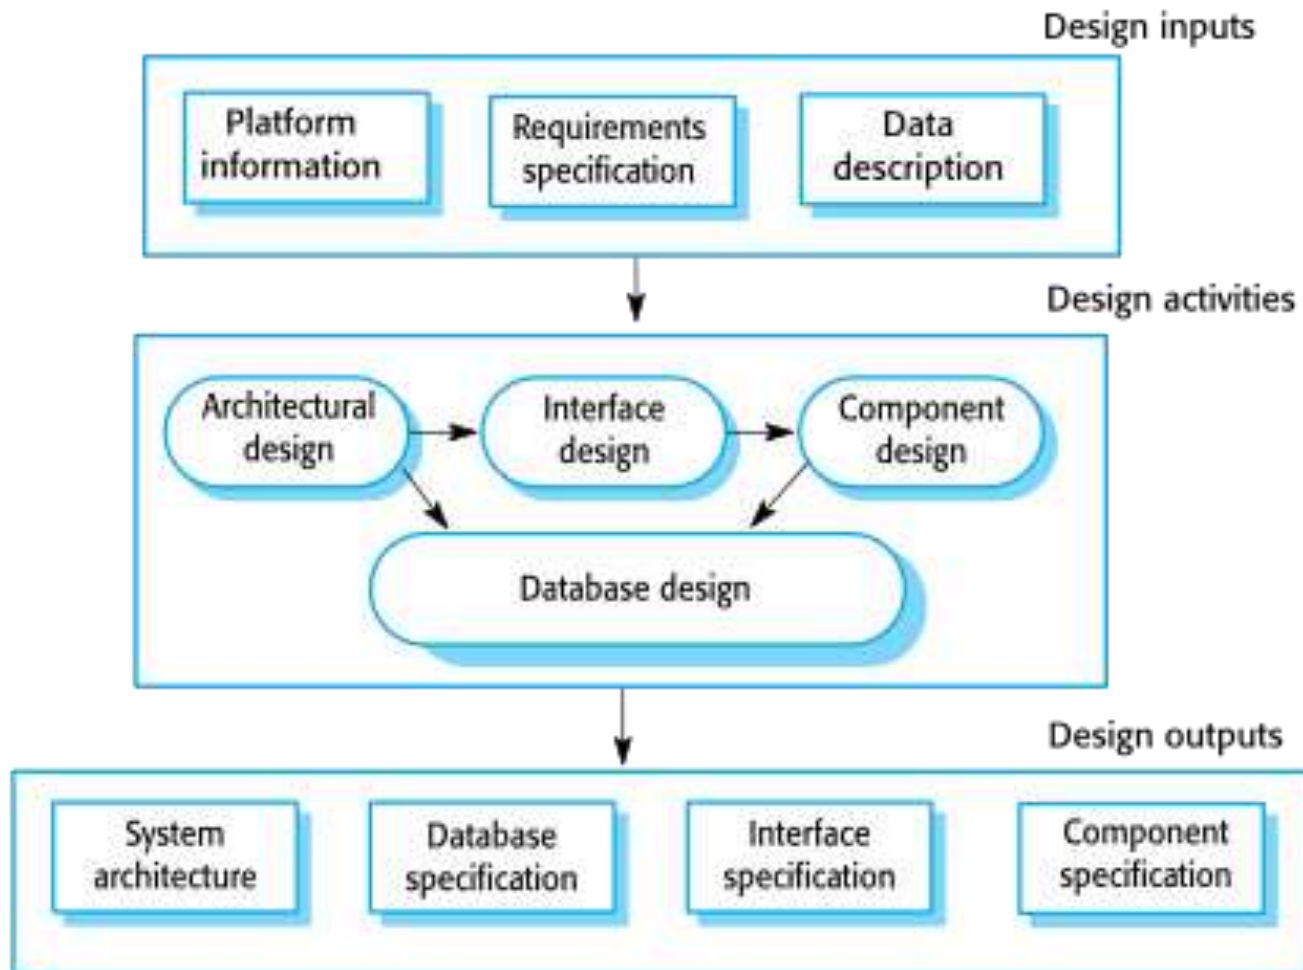 Design inputs
Platform
information
Requirements
specification
Data
description
Design activities
Architectural
design
Interface
design
Component
design
Database design
Design outputs
System
architecture
Database
specification
Interface
specification
Component
specification